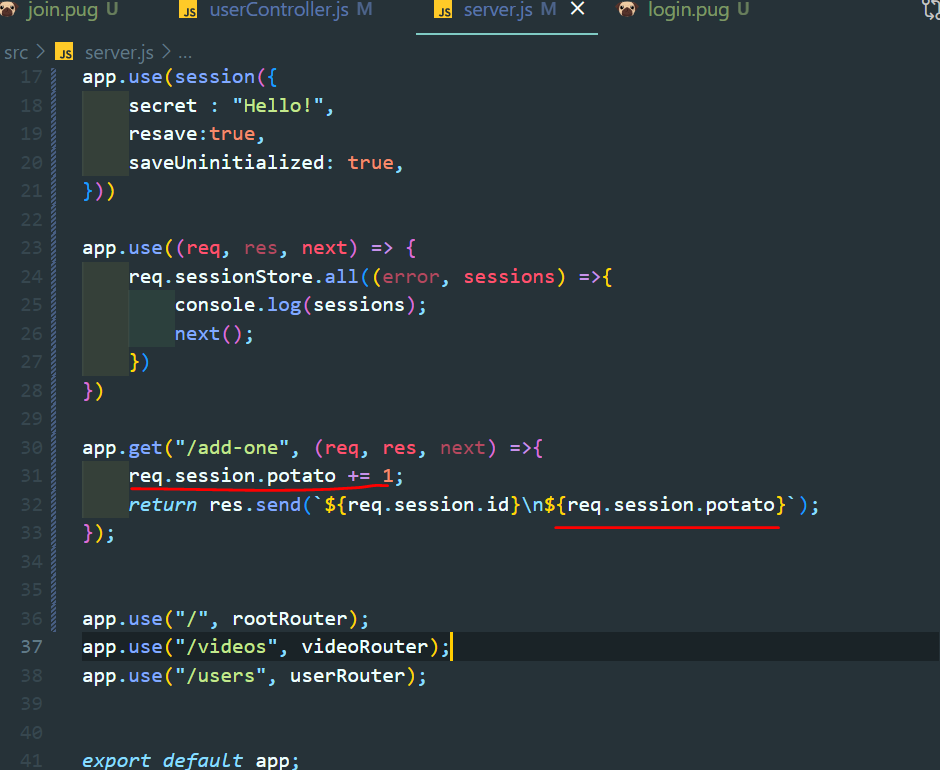 join.pug U JS userController.js M JS server.js M × login.pug U
src > JS server.js > ...
17 app.use(session({
18 secret : "Hello!",
19 resave:true,
20 saveUninitialized: true,
21 }))
22
23 app.use((req, res, next) => {
24 req.sessionStore.all((error, sessions) =>{
25 console.log(sessions);
26 next();
27 })
28 })
29
30 app.get("/add-one", (req, res, next) =>{
31 req.session.potato += 1;
32 return res.send(`${req.session.id}\n${req.session.potato}`);
33 });
34
35
36 app.use("/", rootRouter);
37 app.use("/videos", videoRouter);
38 app.use("/users", userRouter);
39
40
41 export default app;